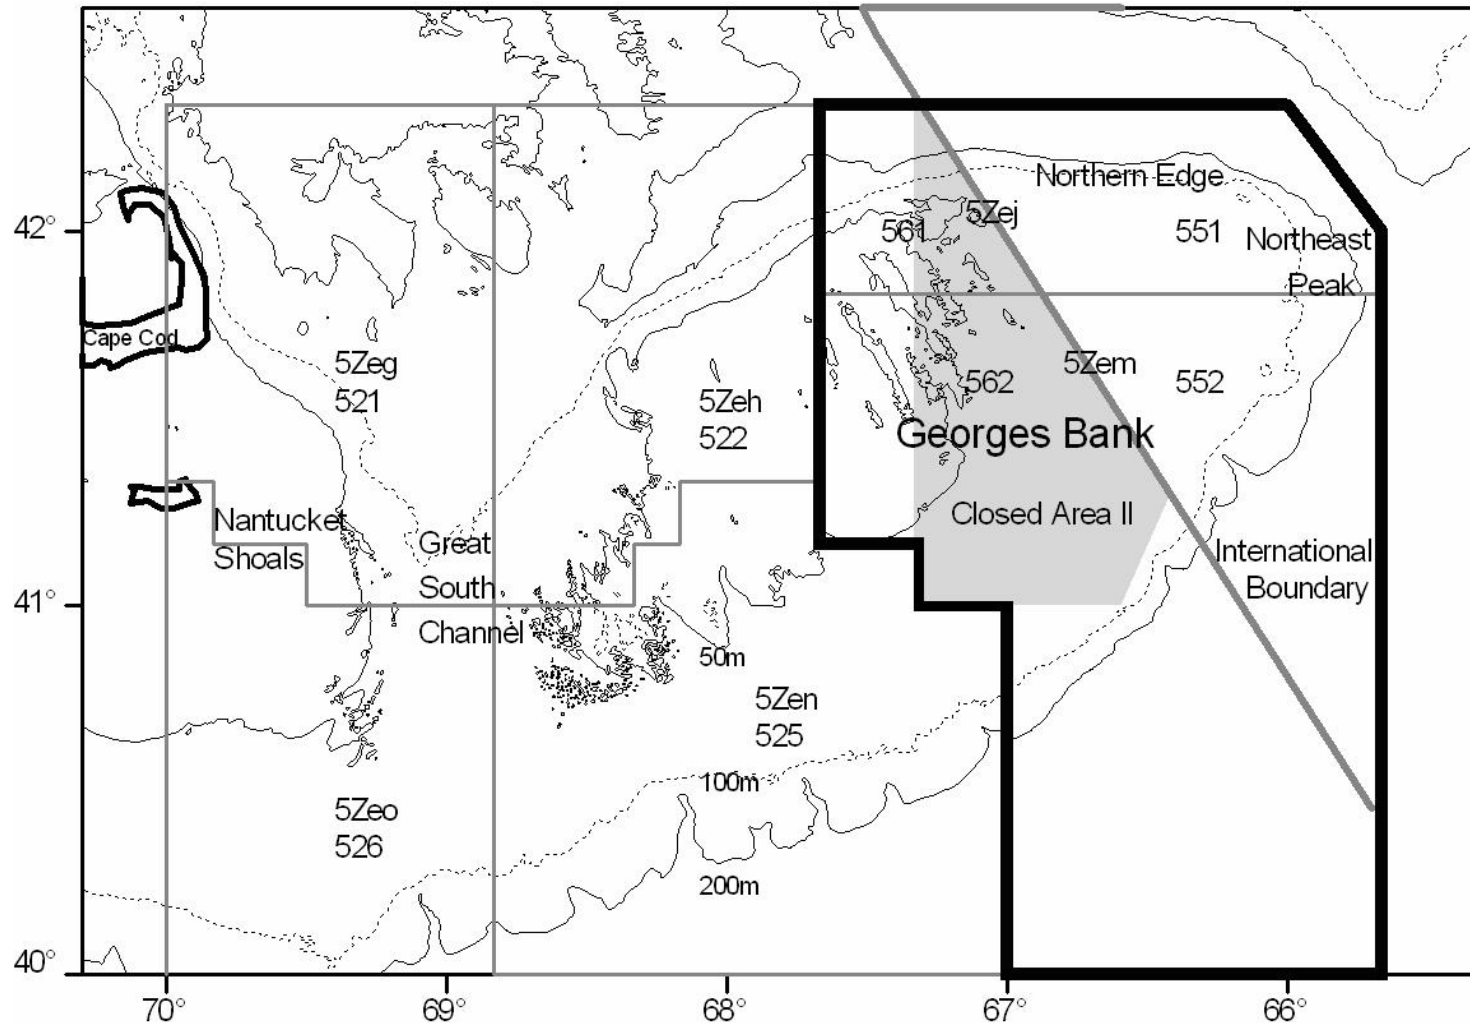 Northern Edge
42°
5Zej
561
551
Northeast
Peak
Cape Cod
5Zeg
521
5Zeh
522
5Zem
562
552
Georges Bank
Closed Area II
Nantucket
Shoals
Great
South
Channel
International
Boundary
41°
50m
5Zen
525
100m
5Zeo
526
200m
40°
70°
69°
68°
67°
66°